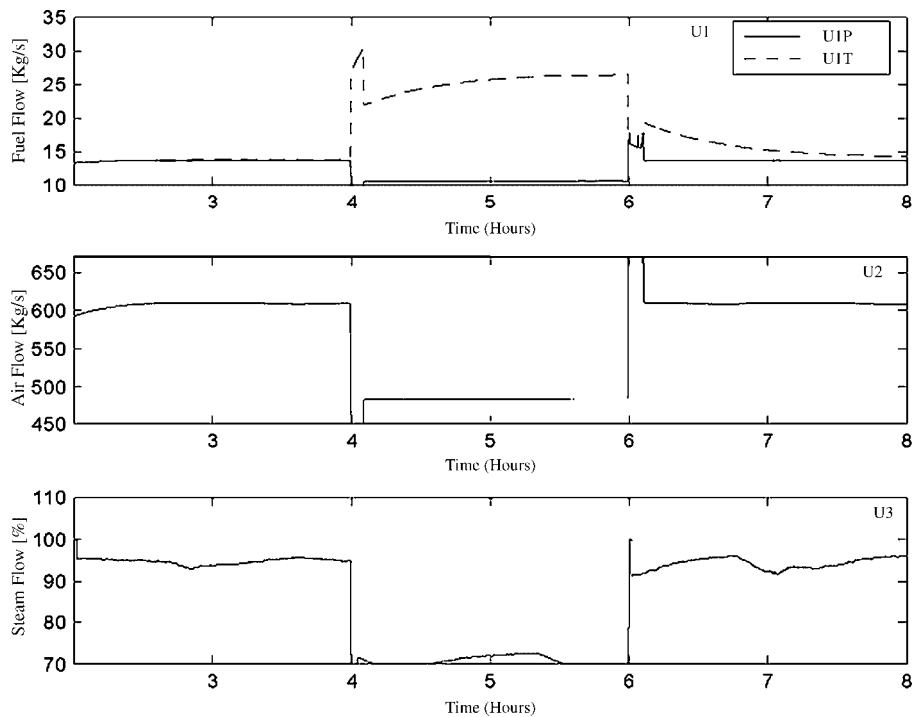 35
30
25
20
15
10
Fuel Flow [Kg/s]
U1
U1P
U1T
3 4 5 6 7 8
Time (Hours)
650
600
550
500
450
Air Flow [Kg/s]
U2
3 4 5 6 7 8
Time (Hours)
110
100
90
80
70
Steam Flow [%]
U3
3 4 5 6 7 8
Time (Hours)